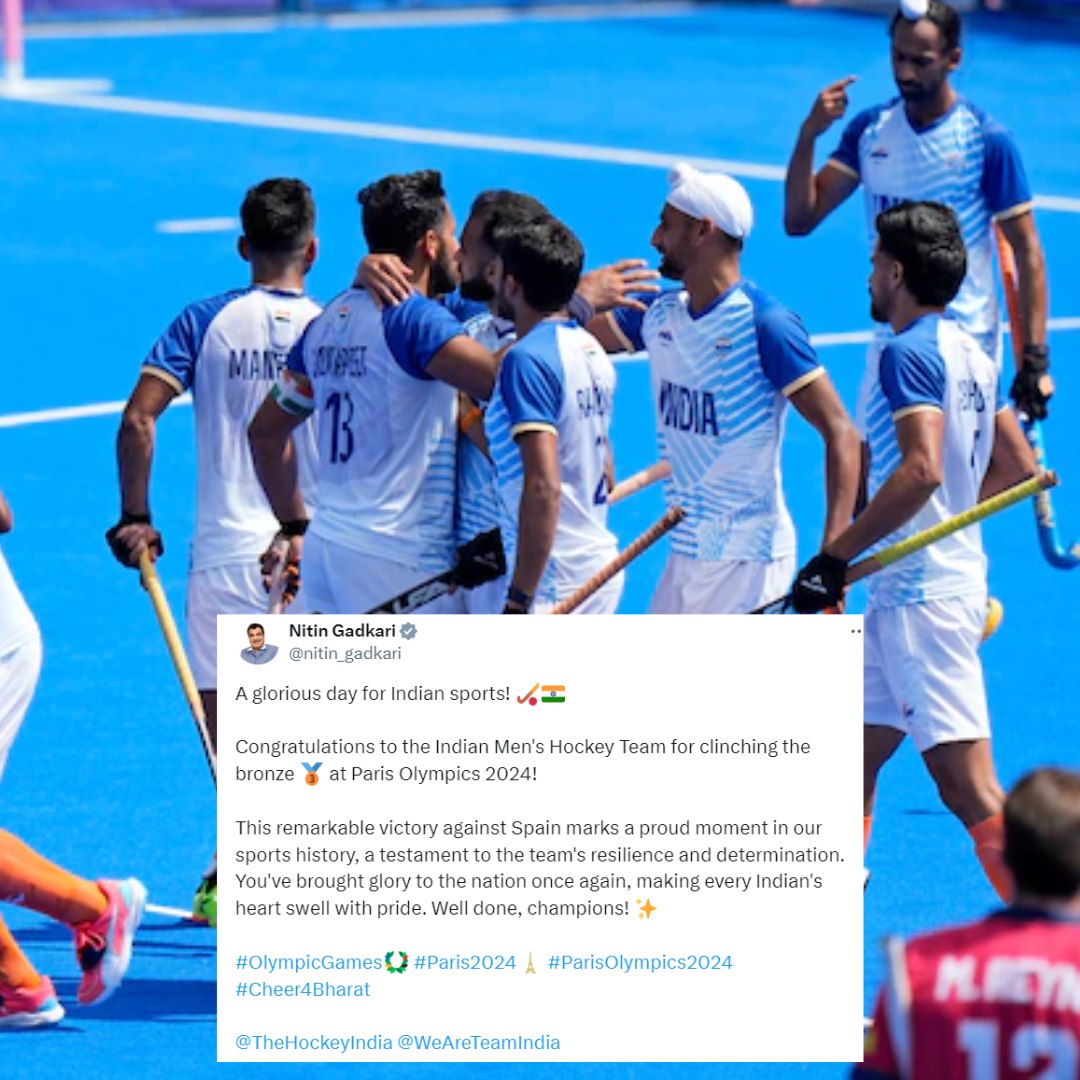 INDIA
13
Nitin Gadkari
@nitin_gadkari
A glorious day for Indian sports!
Congratulations to the Indian Men's Hockey Team for clinching the
bronze at Paris Olympics 2024!
This remarkable victory against Spain marks a proud moment in our
sports history, a testament to the team's resilience and determination.
You've brought glory to the nation once again, making every Indian's
heart swell with pride. Well done, champions!
#OlympicGames #Paris2024 #ParisOlympics2024
#Cheer4Bharat
@TheHockeyIndia @WeAreTeamIndia
12